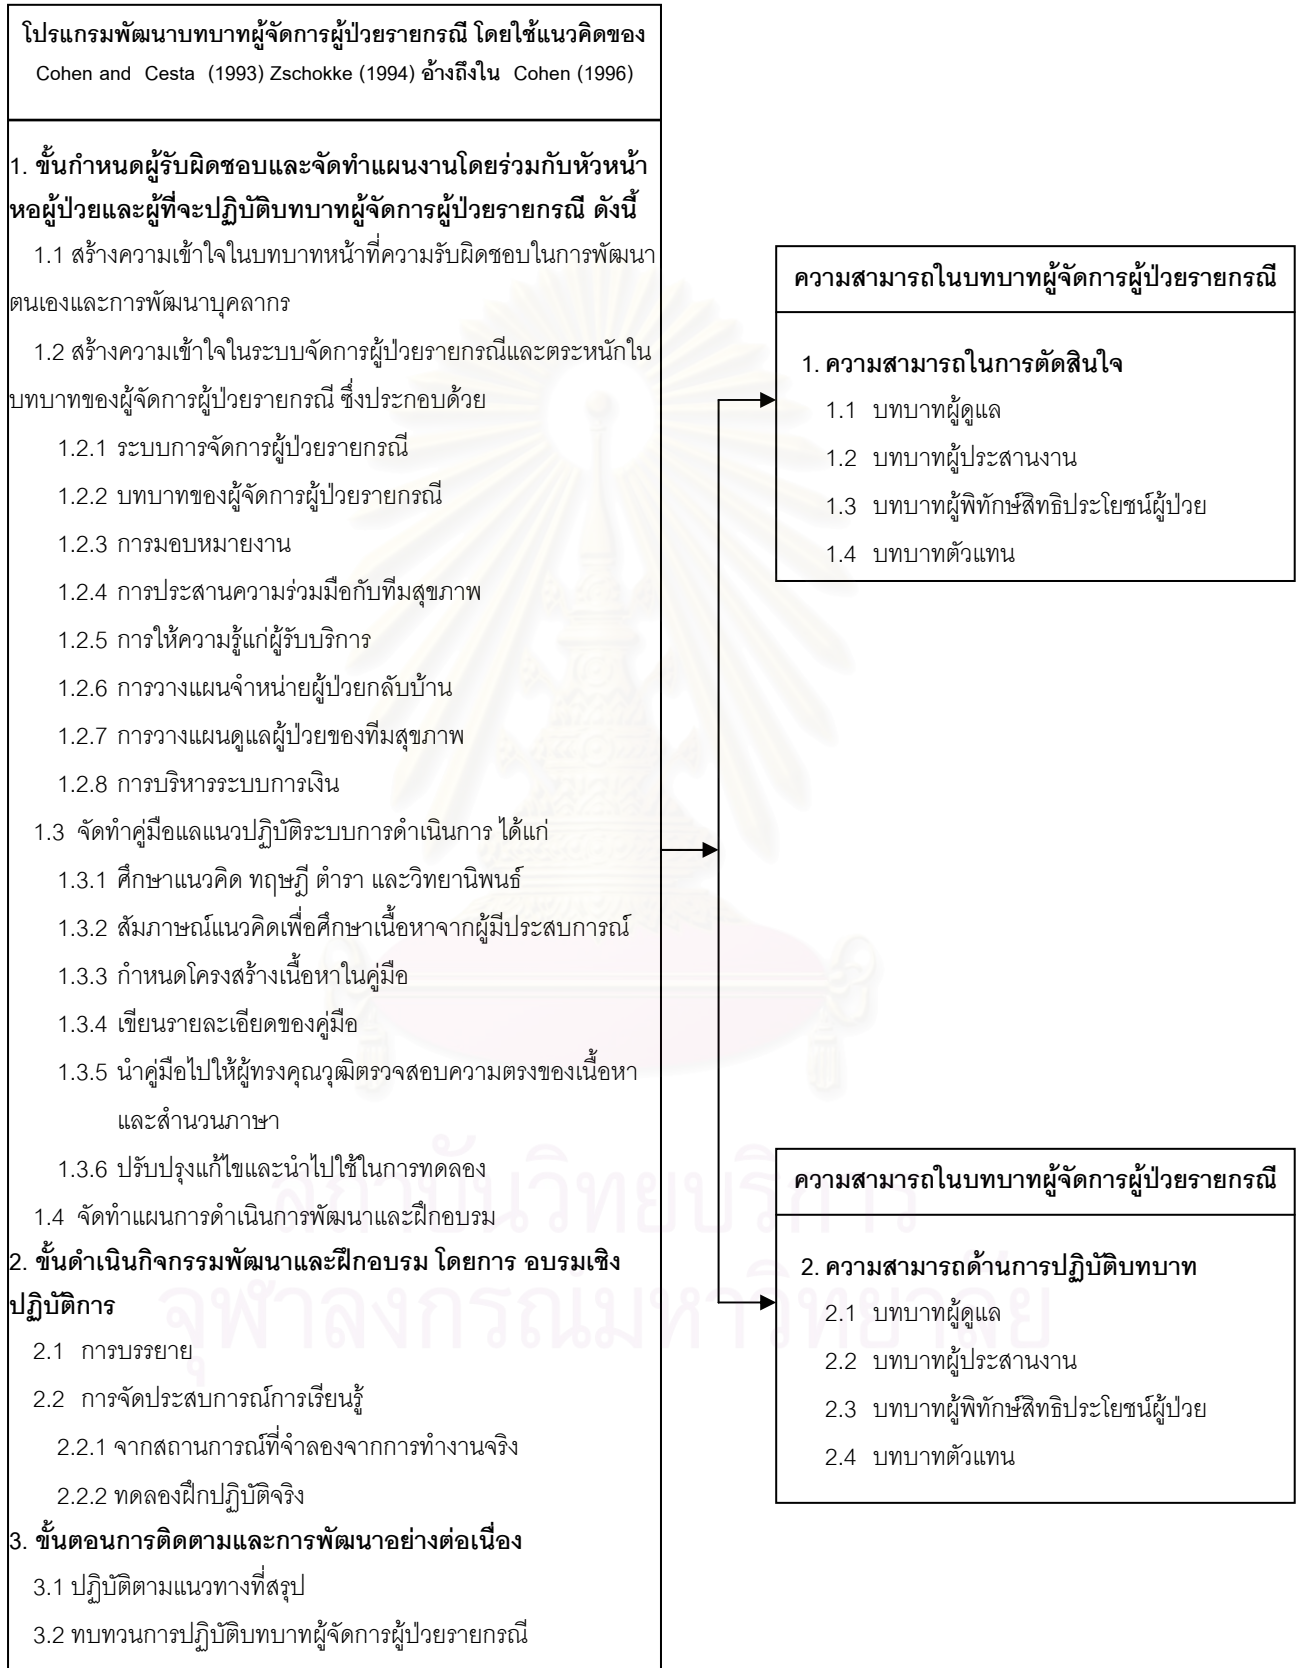 โปรแกรมพัฒนาบทบาทผู้จัดการผู้ป่วยรายกรณี โดยใช้แนวคิดของ
Cohen and Cesta (1993) Zschokke (1994) อ้างถึงใน Cohen (1996)
1. ขั้นกำหนดผู้รับผิดชอบและจัดทำแผนงานโดยร่วมกับหัวหน้า
หอผู้ป่วยและผู้ที่จะปฏิบัติบทบาทผู้จัดการผู้ป่วยรายกรณี ดังนี้
1.1 สร้างความเข้าใจในบทบาทหน้าที่ความรับผิดชอบในการพัฒนา
ตนเองและการพัฒนาบุคลากร
1.2 สร้างความเข้าใจในระบบจัดการผู้ป่วยรายกรณีและตระหนักใน
บทบาทของผู้จัดการผู้ป่วยรายกรณี ซึ่งประกอบด้วย
1.2.1 ระบบการจัดการผู้ป่วยรายกรณี
1.2.2 บทบาทของผู้จัดการผู้ป่วยรายกรณี
1.2.3 การมอบหมายงาน
1.2.4 การประสานความร่วมมือกับทีมสุขภาพ
1.2.5 การให้ความรู้แก่ผู้รับบริการ
1.2.6 การวางแผนจำหน่ายผู้ป่วยกลับบ้าน
1.2.7 การวางแผนดูแลผู้ป่วยของทีมสุขภาพ
1.2.8 การบริหารระบบการเงิน
1.3 จัดทำคู่มือแลแนวปฏิบัติระบบการดำเนินการ ได้แก่
1.3.1 ศึกษาแนวคิด ทฤษฎี ตำรา และวิทยานิพนธ์
1.3.2 สัมภาษณ์แนวคิดเพื่อศึกษาเนื้อหาจากผู้มีประสบการณ์
1.3.3 กำหนดโครงสร้างเนื้อหาในคู่มือ
1.3.4 เขียนรายละเอียดของคู่มือ
1.3.5 นำคู่มือไปให้ผู้ทรงคุณวุฒิตรวจสอบความตรงของเนื้อหา
และสำนวนภาษา
1.3.6 ปรับปรุงแก้ไขและนำไปใช้ในการทดลอง
1.4 จัดทำแผนการดำเนินการพัฒนาและฝึกอบรม
2. ขั้นดำเนินกิจกรรมพัฒนาและฝึกอบรม โดยการ อบรมเชิง
ปฏิบัติการ
2.1 การบรรยาย
2.2 การจัดประสบการณ์การเรียนรู้
2.2.1 จากสถานการณ์ที่จำลองจากการทำงานจริง
2.2.2 ทดลองฝึกปฏิบัติจริง
3. ขั้นตอนการติดตามและการพัฒนาอย่างต่อเนื่อง
3.1 ปฏิบัติตามแนวทางที่สรุป
3.2 ทบทวนการปฏิบัติบทบาทผู้จัดการผู้ป่วยรายกรณี
ความสามารถในบทบาทผู้จัดการผู้ป่วยรายกรณี
1. ความสามารถในการตัดสินใจ
1.1 บทบาทผู้ดูแล
1.2 บทบาทผู้ประสานงาน
1.3 บทบาทผู้พิทักษ์สิทธิประโยชน์ผู้ป่วย
1.4 บทบาทตัวแทน
ความสามารถในบทบาทผู้จัดการผู้ป่วยรายกรณี
2. ความสามารถด้านการปฏิบัติบทบาท
2.1 บทบาทผู้ดูแล
2.2 บทบาทผู้ประสานงาน
2.3 บทบาทผู้พิทักษ์สิทธิประโยชน์ผู้ป่วย
2.4 บทบาทตัวแทน
สถาบันวิทยบริการ
จุฬาลงกรณ์มหาวิทยาลัย